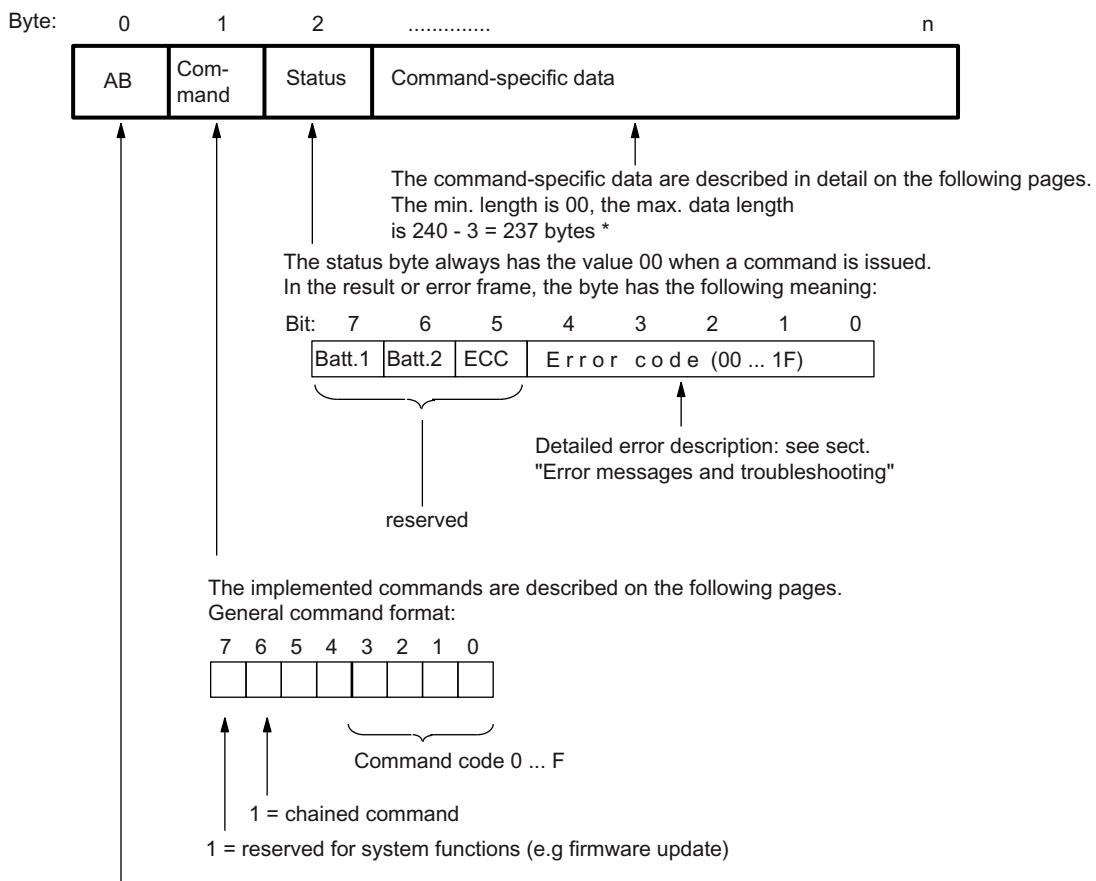 Byte: 0 1 2 .............. n
AB Com-mand Status Command-specific data
The command-specific data are described in detail on the following pages.
The min. length is 00, the max. data length
is 240 - 3 = 237 bytes *
The status byte always has the value 00 when a command is issued.
In the result or error frame, the byte has the following meaning:
Bit: 7 6 5 4 3 2 1 0
Batt.1 Batt.2 ECC Error code (00 ... 1F)
Detailed error description: see sect.
"Error messages and troubleshooting"
reserved
The implemented commands are described on the following pages.
General command format:
7 6 5 4 3 2 1 0
Command code 0 ... F
1 = chained command
1 = reserved for system functions (e.g firmware update)